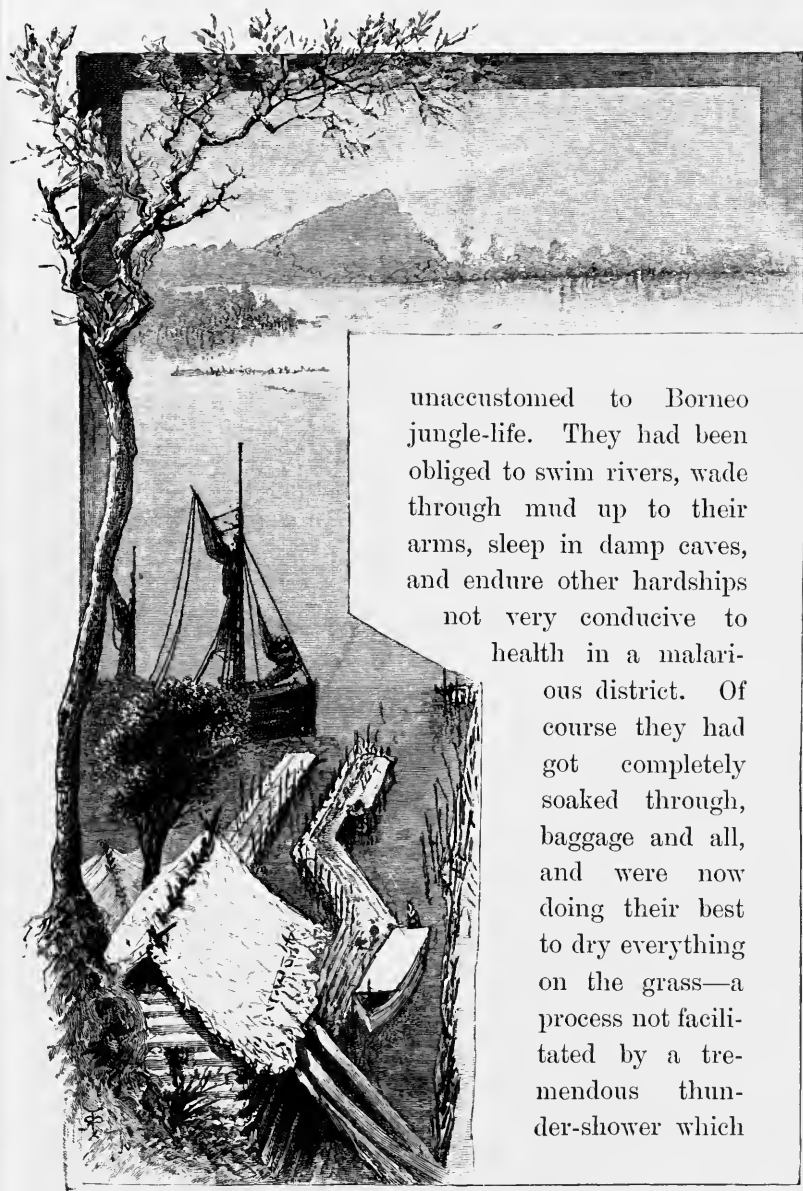 unaccustomed to Borneo
jungle-life. They had been
obliged to swim rivers, wade
through mud up to their
arms, sleep in damp caves,
and endure other hardships
not very conducive to
health in a malari-
ous district. Of
course they had
got completely
soaked through,
baggage and all,
and were now
doing their best
to dry everything
on the grass—a
process not facili-
tated by a tre-
mendous thun-
der-shower which